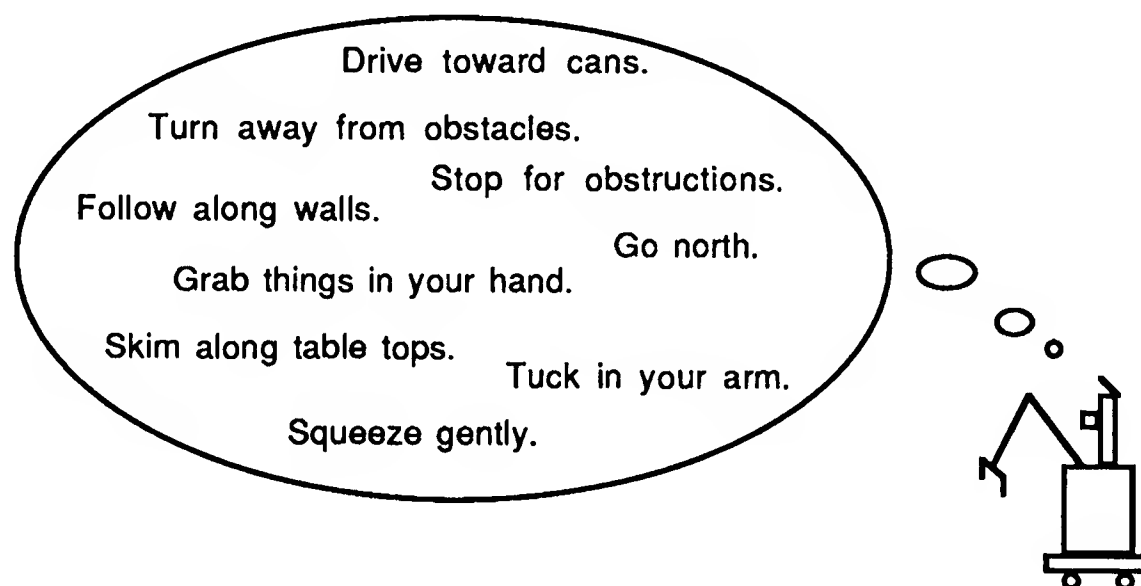 Drive toward cans.
Turn away from obstacles.
Stop for obstructions.
Follow along walls.
Go north.
Grab things in your hand.
Skim along table tops.
Tuck in your arm.
Squeeze gently.